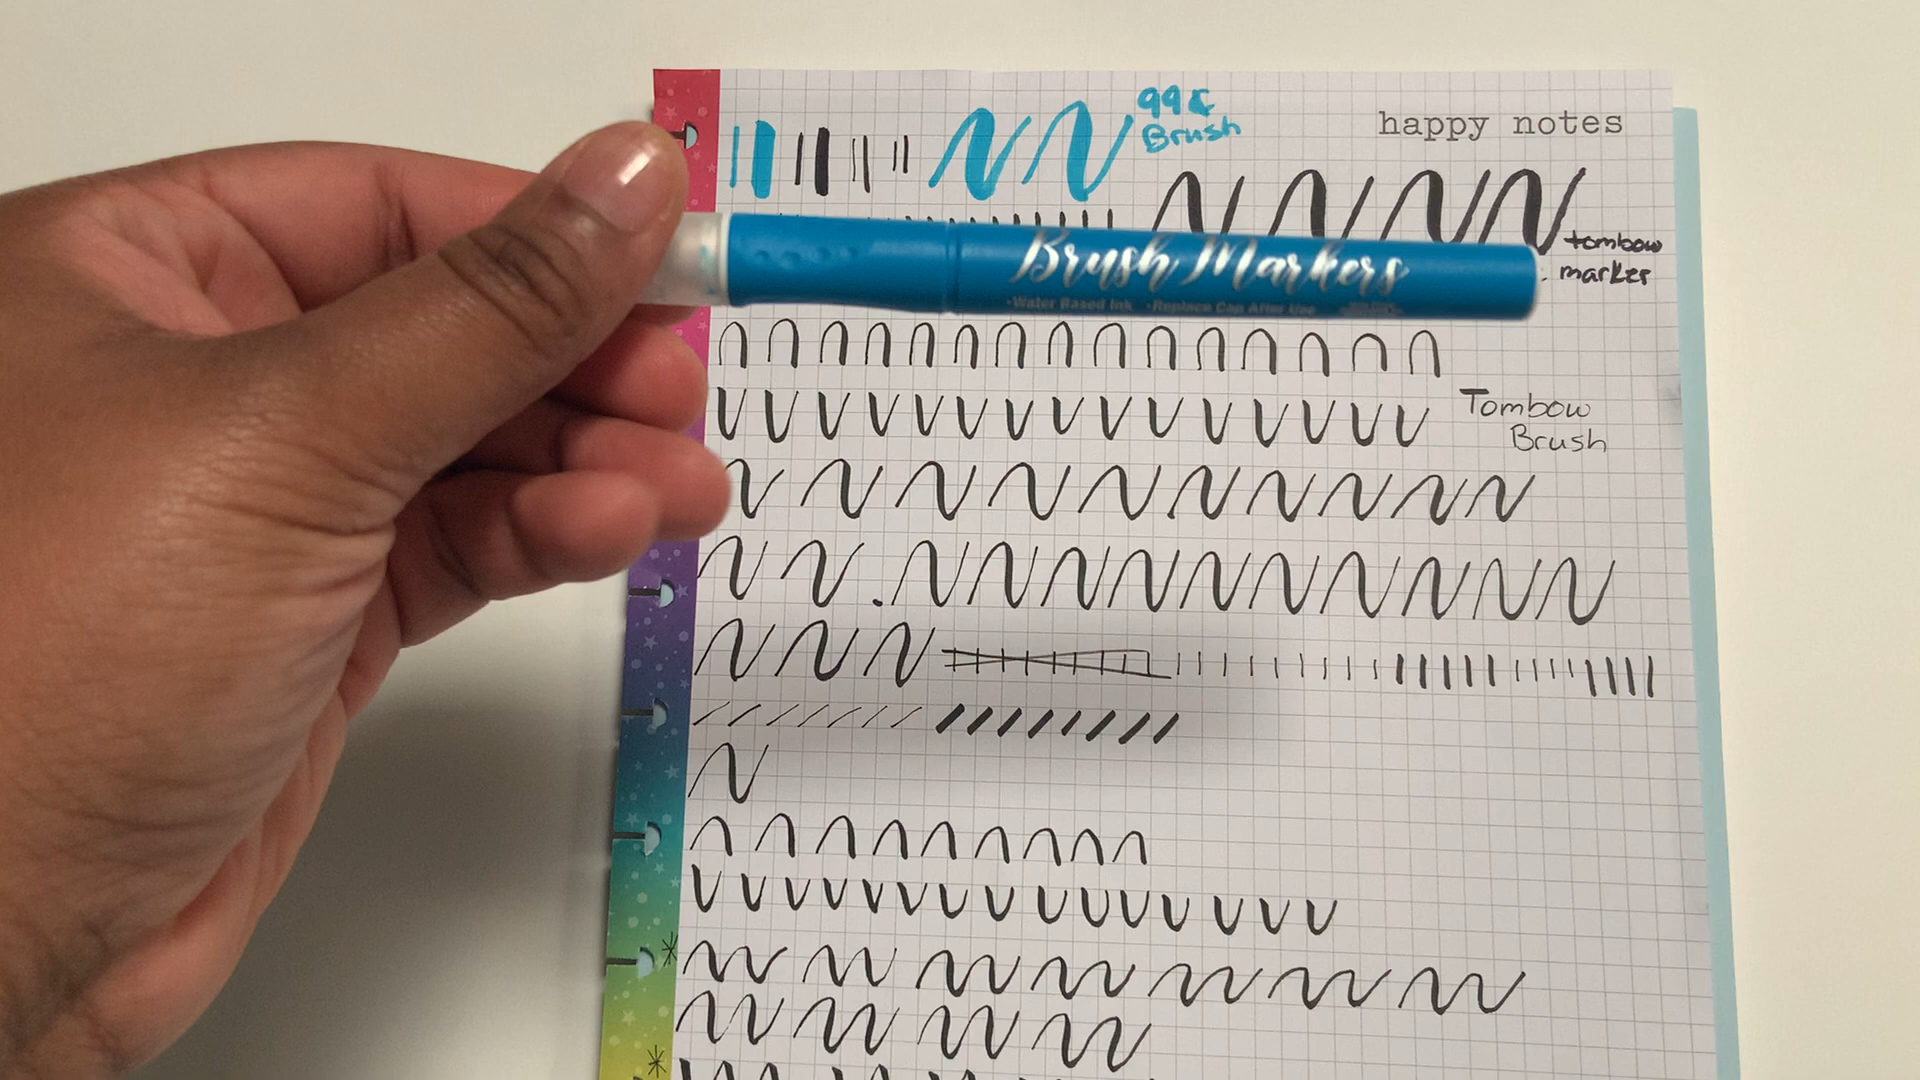 99¢
Brush
happy notes
tombow
marker
Brush Markers
•Water Based Ink •Replace Cap After Use
Tombow
Brush